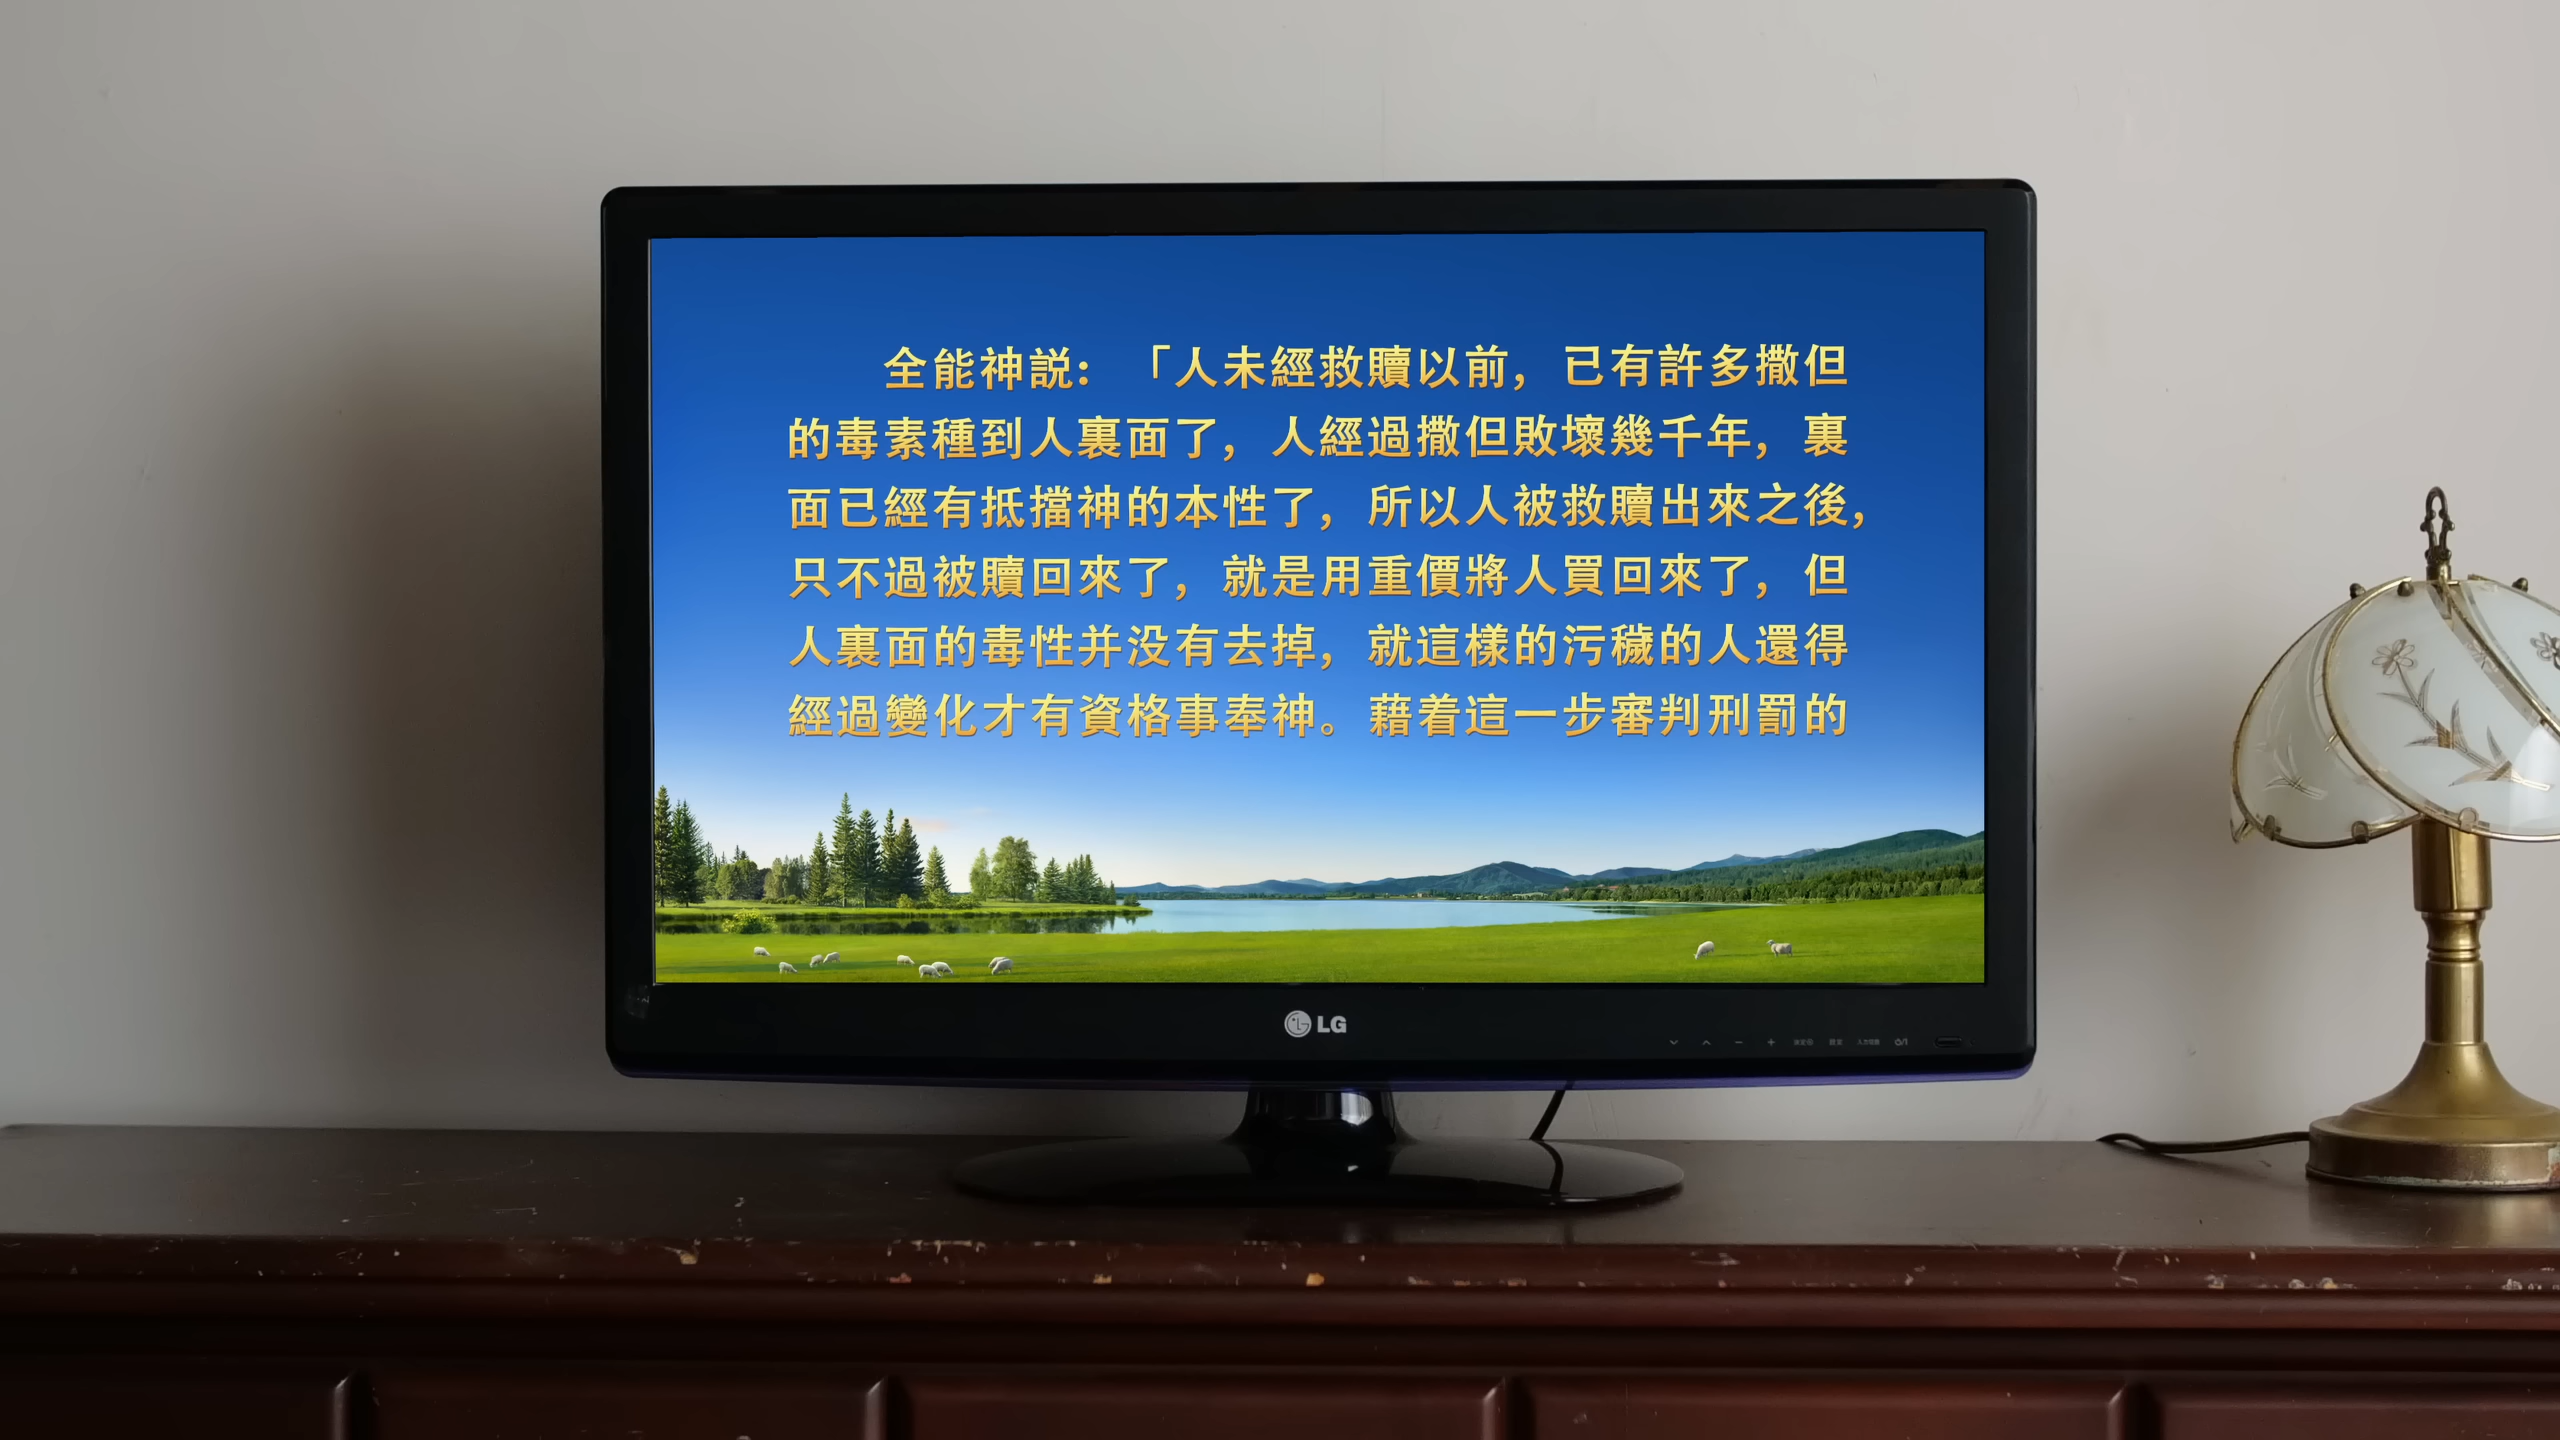 全能神説：「人未經救贖以前，已有許多撒但
的毒素種到人裏面了，人經過撒但敗壞幾千年，裏
面已經有抵擋神的本性了，所以人被救贖出來之後，
只不過被贖回來了，就是用重價將人買回來了，但
人裏面的毒性并没有去掉，就這樣的污穢的人還得
經過變化才有資格事奉神。藉着這一步審判刑罰的
LG